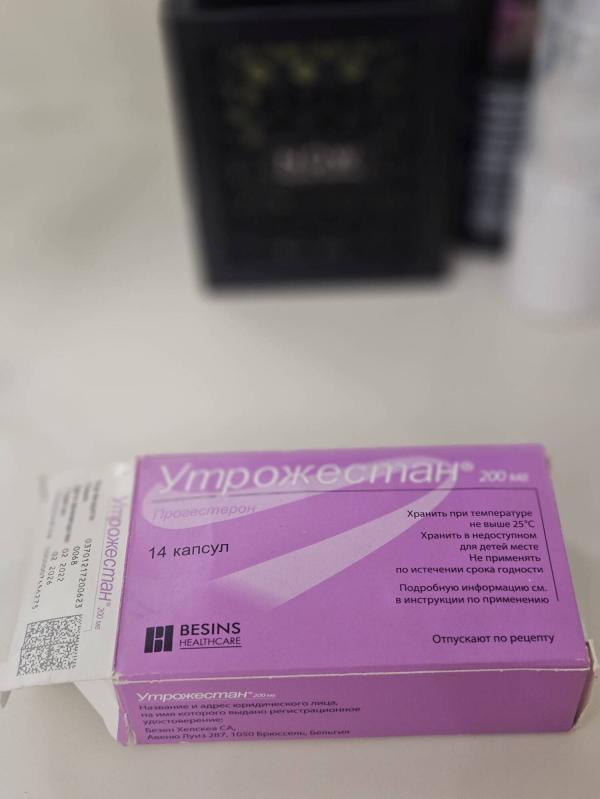 Утрожестан® 200 мг
Прогестерон
14 капсул
Хранить при температуре
не выше 25°С
Хранить в недоступном
для детей месте
Не применять
по истечении срока годности
Подробную информацию см.
в инструкции по применению
Отпускают по рецепту
BESINS
HEALTHCARE
Утрожестан® 200 мг
Название и адрес юридического лица,
на имя которого выдано регистрационное
удостоверение:
Безен Хелскеа СА,
Авеню Луиз 287, 1050 Брюссель, Бельгия
Утрожестан® 200 мг
03701217200623
0068
02 2022
02 2026